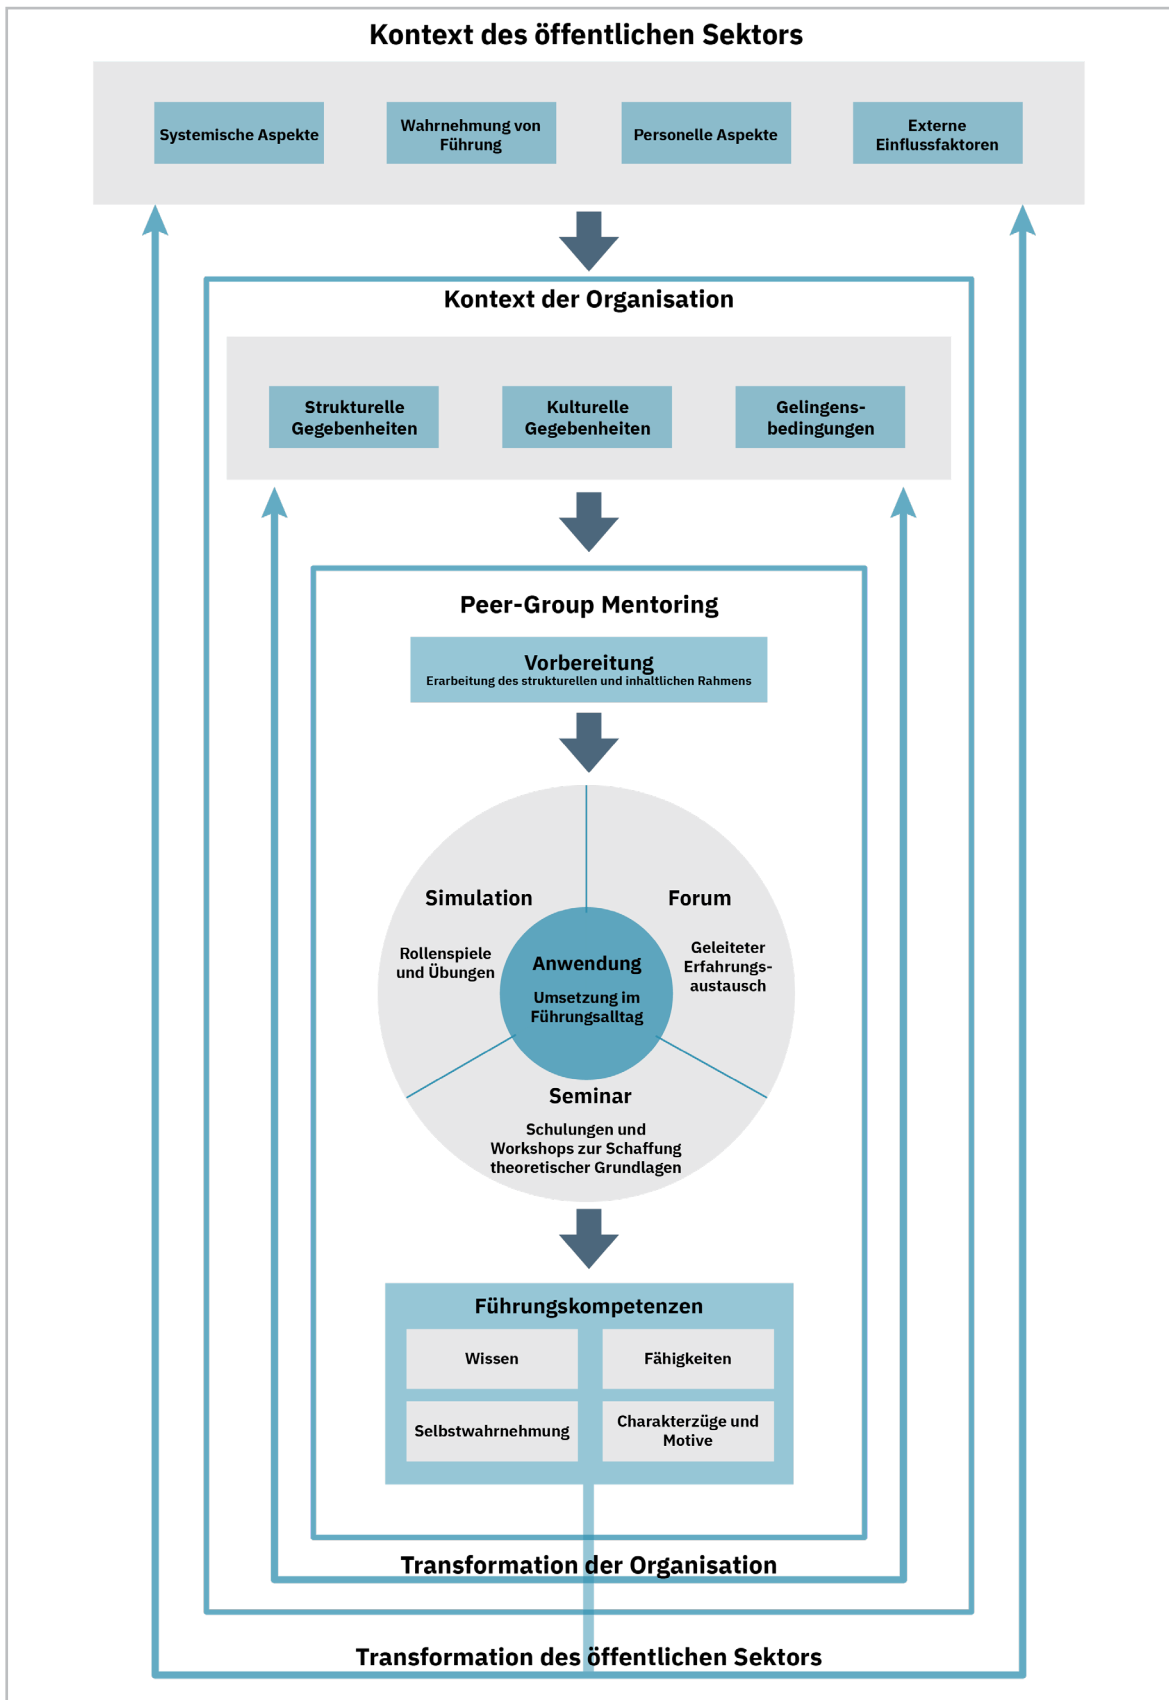 Kontext des öffentlichen Sektors
Systemische Aspekte
Wahrnehmung von
Führung
Personelle Aspekte
Externe
Einflussfaktoren
Kontext der Organisation
Strukturelle
Gegebenheiten
Kulturelle
Gegebenheiten
Gelingens-
bedingungen
Peer-Group Mentoring
Vorbereitung
Erarbeitung des strukturellen und inhaltlichen Rahmens
Simulation
Rollenspiele
und Übungen
Forum
Geleiteter
Erfahrungs-
austausch
Anwendung
Umsetzung im
Führungsalltag
Seminar
Schulungen und
Workshops zur Schaffung
theoretischer Grundlagen
Führungskompetenzen
Wissen
Fähigkeiten
Selbstwahrnehmung
Charakterzüge und
Motive
Transformation der Organisation
Transformation des öffentlichen Sektors